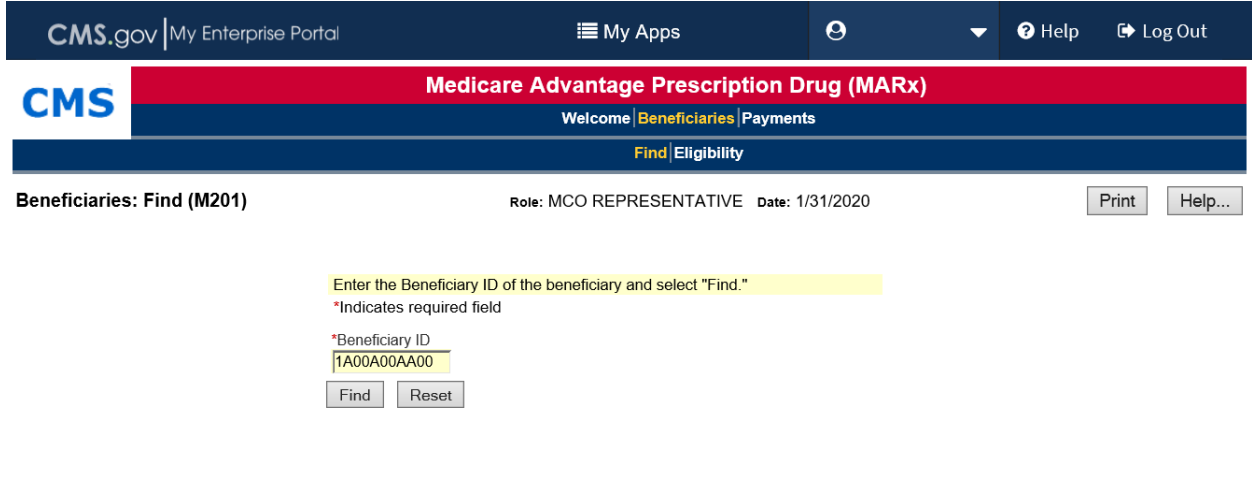 CMS.gov My Enterprise Portal My Apps Help Log Out
CMS
Medicare Advantage Prescription Drug (MARx)
Welcome|Beneficiaries|Payments
Find|Eligibility
Beneficiaries: Find (M201) Role: MCO REPRESENTATIVE Date: 1/31/2020 Print Help...
Enter the Beneficiary ID of the beneficiary and select "Find."
*Indicates required field
*Beneficiary ID
1A00A00AA00
Find Reset